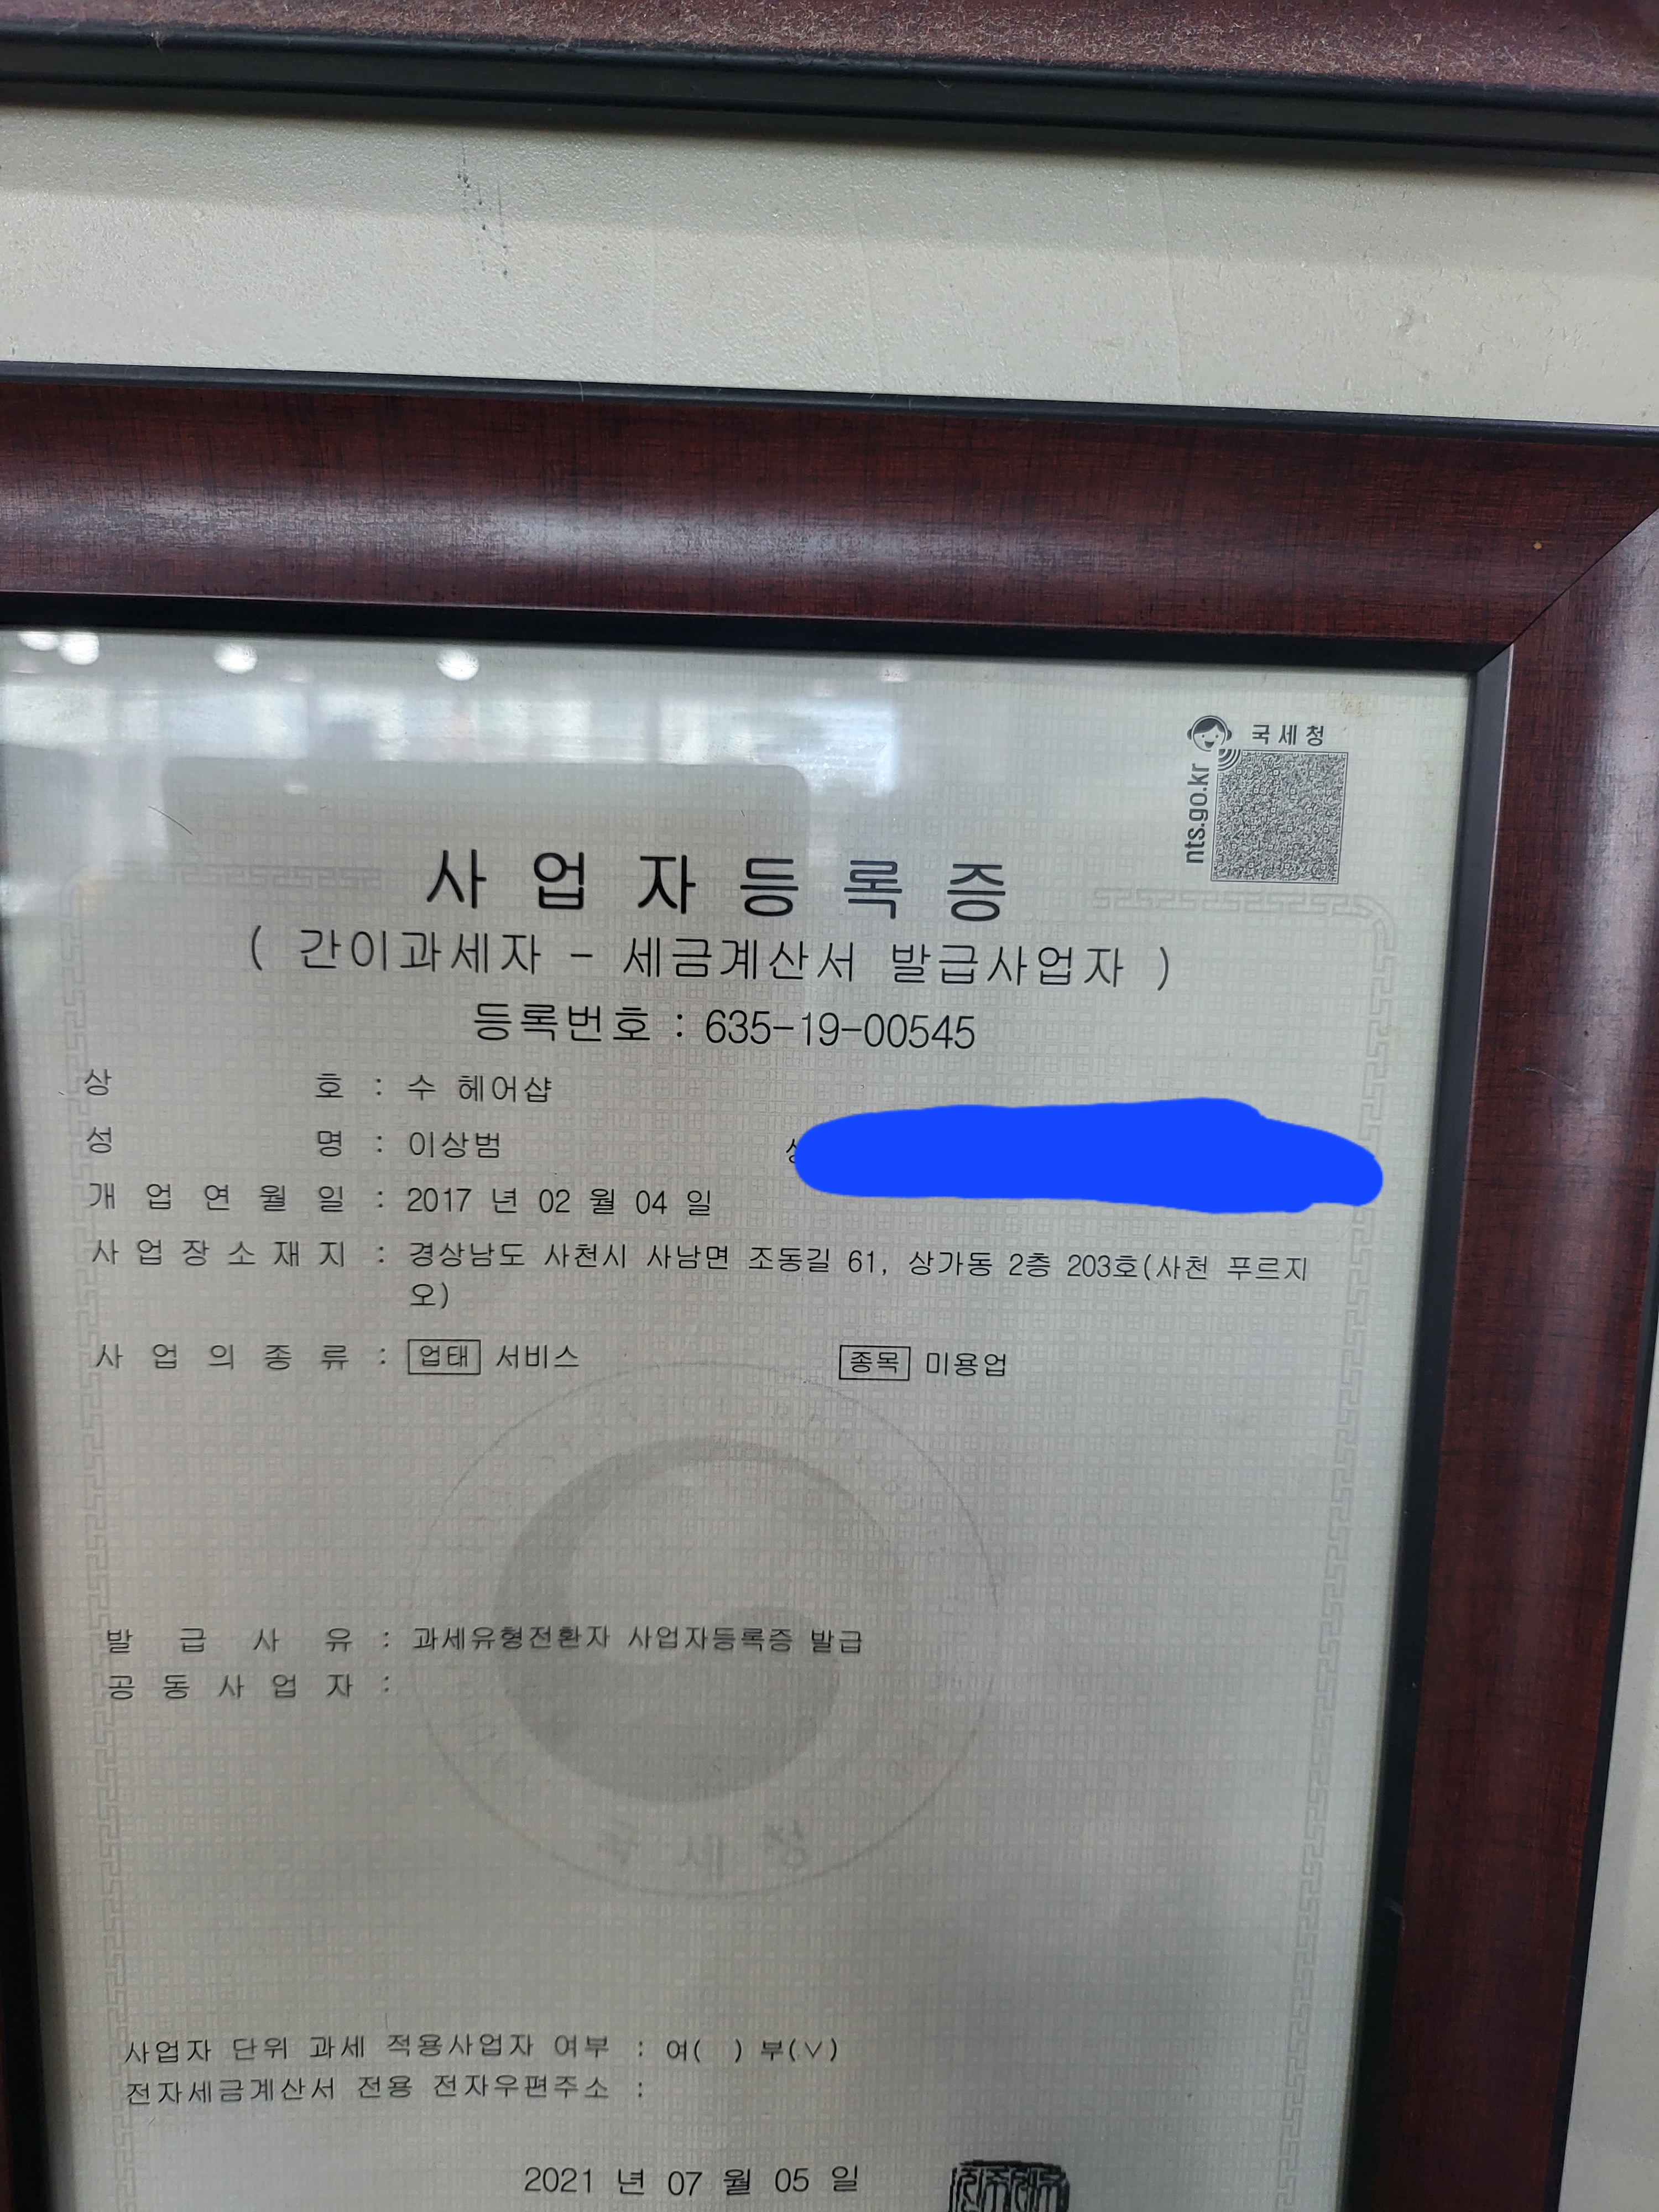 국세청
nts.go.kr
사업자등록증
( 간이과세자 - 세금계산서 발급사업자 )
등록번호 : 635-19-00545
상 호 : 수 헤어샵
성 명 : 이상범
개 업 연 월 일 : 2017 년 02 월 04 일
사 업 장 소 재 지 : 경상남도 사천시 사남면 조동길 61, 상가동 2층 203호(사천 푸르지
오)
사 업 의 종 류 : 업태 서비스 종목 미용업
발 급 사 유 : 과세유형전환자 사업자등록증 발급
공 동 사 업 자 :
국세청
사업자 단위 과세 적용사업자 여부 : 여( ) 부(∨)
전자세금계산서 전용 전자우편주소 :
2021 년 07 월 05 일